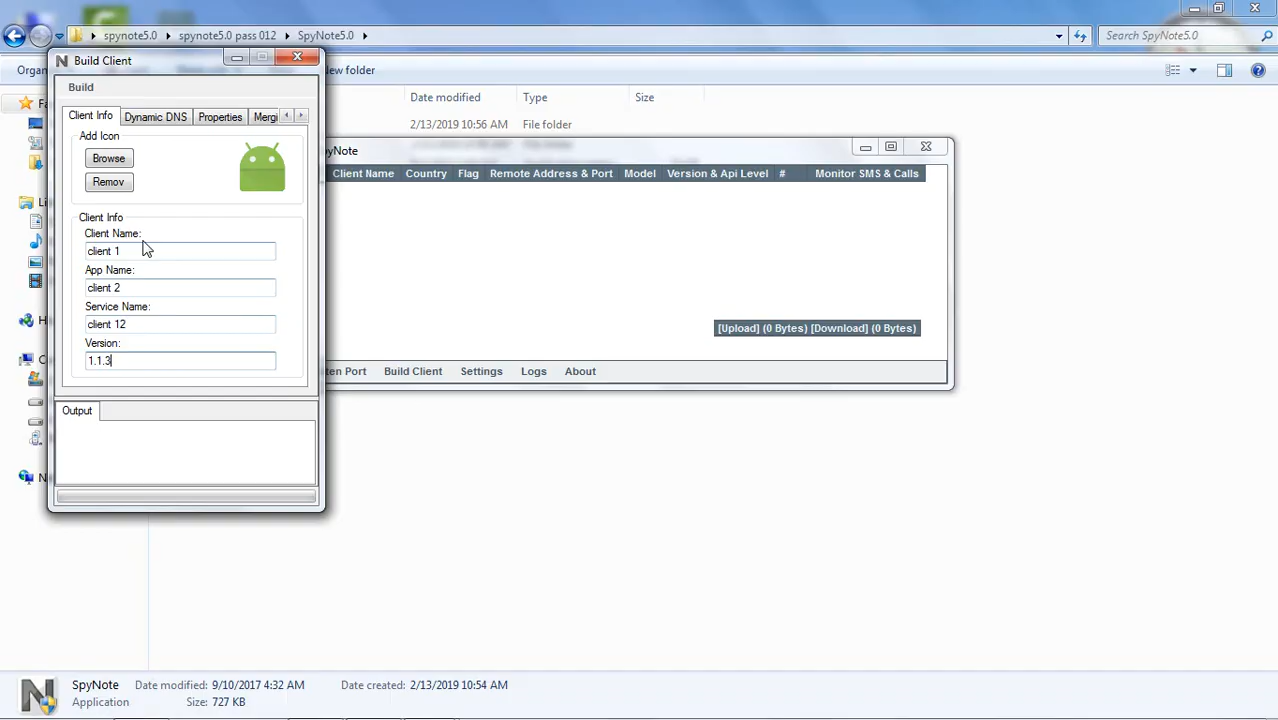 spynote5.0
spynote5.0 pass 012
SpyNote5.0
Search SpyNote5.0
Build Client
Organ
New folder
Build
Client Info
Dynamic DNS
Properties
Mergi
Date modified
Type
Size
2/13/2019 10:56 AM
File folder
Add Icon
Browse
Remov
Client Info
Client Name:
client 1
App Name:
client 2
Service Name:
client 12
Version:
1.1.3
Output
Client Name
Country
Flag
Remote Address & Port
Model
Version & Api Level
#
Monitor SMS & Calls
[Upload] (0 Bytes) [Download] (0 Bytes)
ten Port
Build Client
Settings
Logs
About
SpyNote
Date modified: 9/10/2017 4:32 AM
Date created: 2/13/2019 10:54 AM
Application
Size: 727 KB